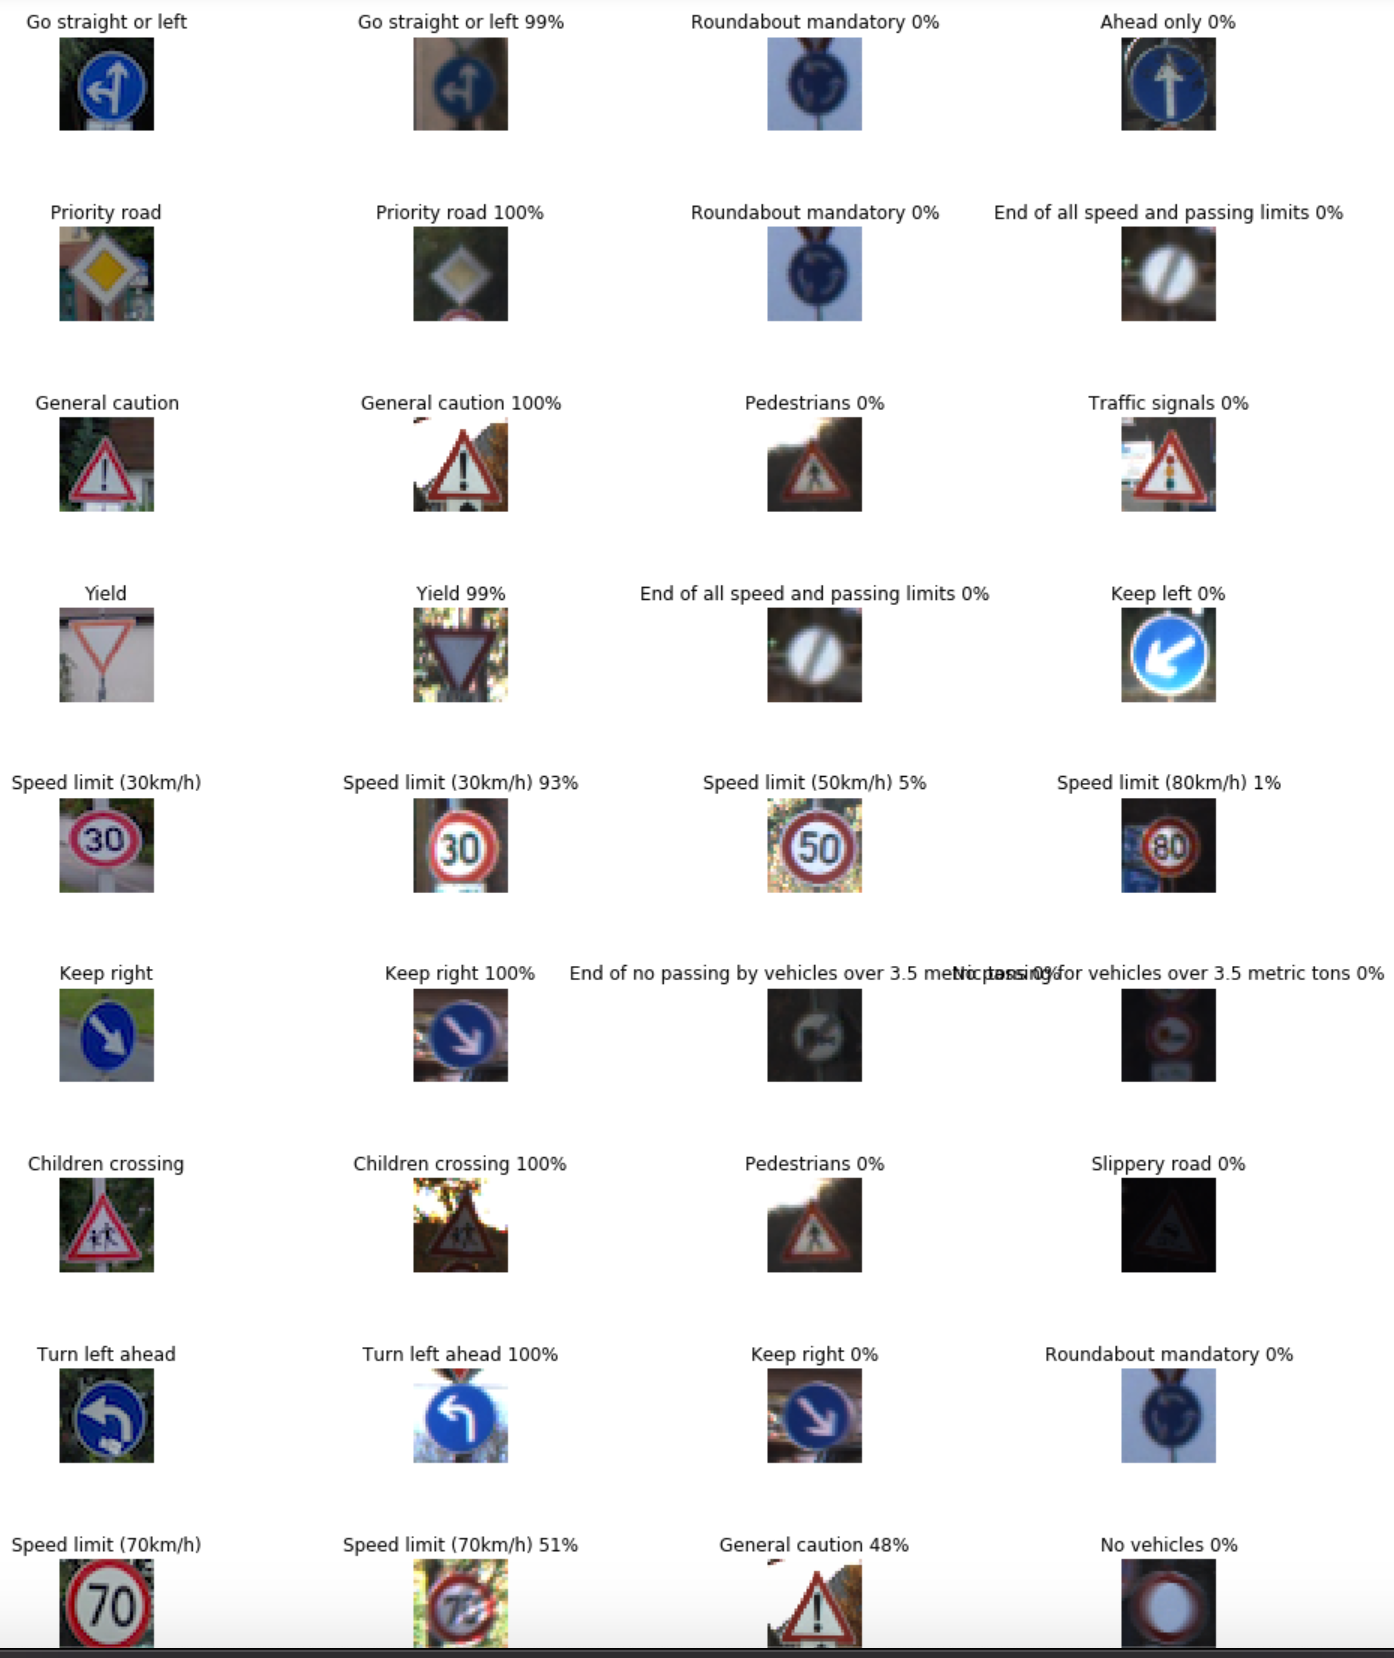 Go straight or left Go straight or left 99% Roundabout mandatory 0% Ahead only 0%
Priority road Priority road 100% Roundabout mandatory 0% End of all speed and passing limits 0%
General caution General caution 100% Pedestrians 0% Traffic signals 0%
Yield Yield 99% End of all speed and passing limits 0% Keep left 0%
Speed limit (30km/h) Speed limit (30km/h) 93% Speed limit (50km/h) 5% Speed limit (80km/h) 1%
30 30 50 80
Keep right Keep right 100% End of no passing by vehicles over 3.5 metric tons 0% No passing for vehicles over 3.5 metric tons 0%
Children crossing Children crossing 100% Pedestrians 0% Slippery road 0%
Turn left ahead Turn left ahead 100% Keep right 0% Roundabout mandatory 0%
Speed limit (70km/h) Speed limit (70km/h) 51% General caution 48% No vehicles 0%
70 70